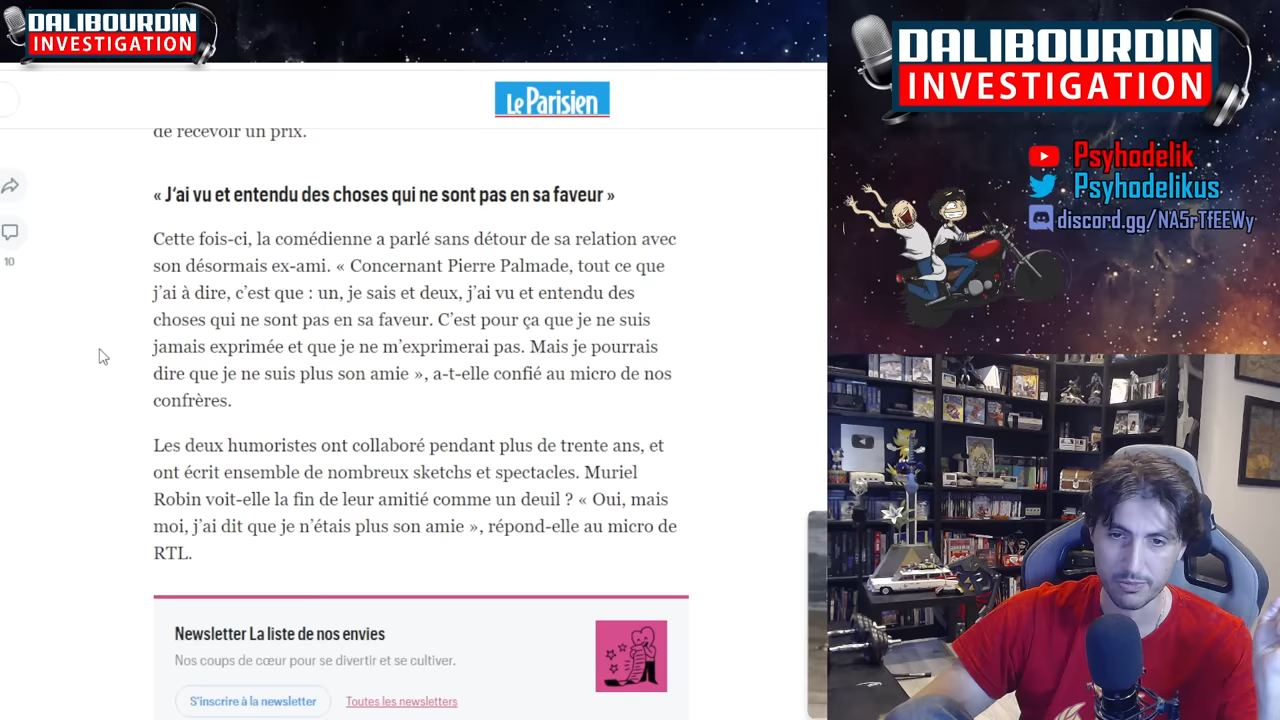 DALIBOURDIN
INVESTIGATION
Le Parisien
de recevoir un prix.
« J'ai vu et entendu des choses qui ne sont pas en sa faveur »
Cette fois-ci, la comédienne a parlé sans détour de sa relation avec
son désormais ex-ami. « Concernant Pierre Palmade, tout ce que
j'ai à dire, c'est que : un, je sais et deux, j'ai vu et entendu des
choses qui ne sont pas en sa faveur. C'est pour ça que je ne suis
jamais exprimée et que je ne m'exprimerai pas. Mais je pourrais
dire que je ne suis plus son amie », a-t-elle confié au micro de nos
confrères.
10
Les deux humoristes ont collaboré pendant plus de trente ans, et
ont écrit ensemble de nombreux sketchs et spectacles. Muriel
Robin voit-elle la fin de leur amitié comme un deuil ? « Oui, mais
moi, j'ai dit que je n'étais plus son amie », répond-elle au micro de
RTL.
Newsletter La liste de nos envies
Nos coups de cœur pour se divertir et se cultiver.
S'inscrire à la newsletter
Toutes les newsletters
DALIBOURDIN
INVESTIGATION
Psyhodelik
Psyhodelikus
discord.gg/NA5rTfEEWy